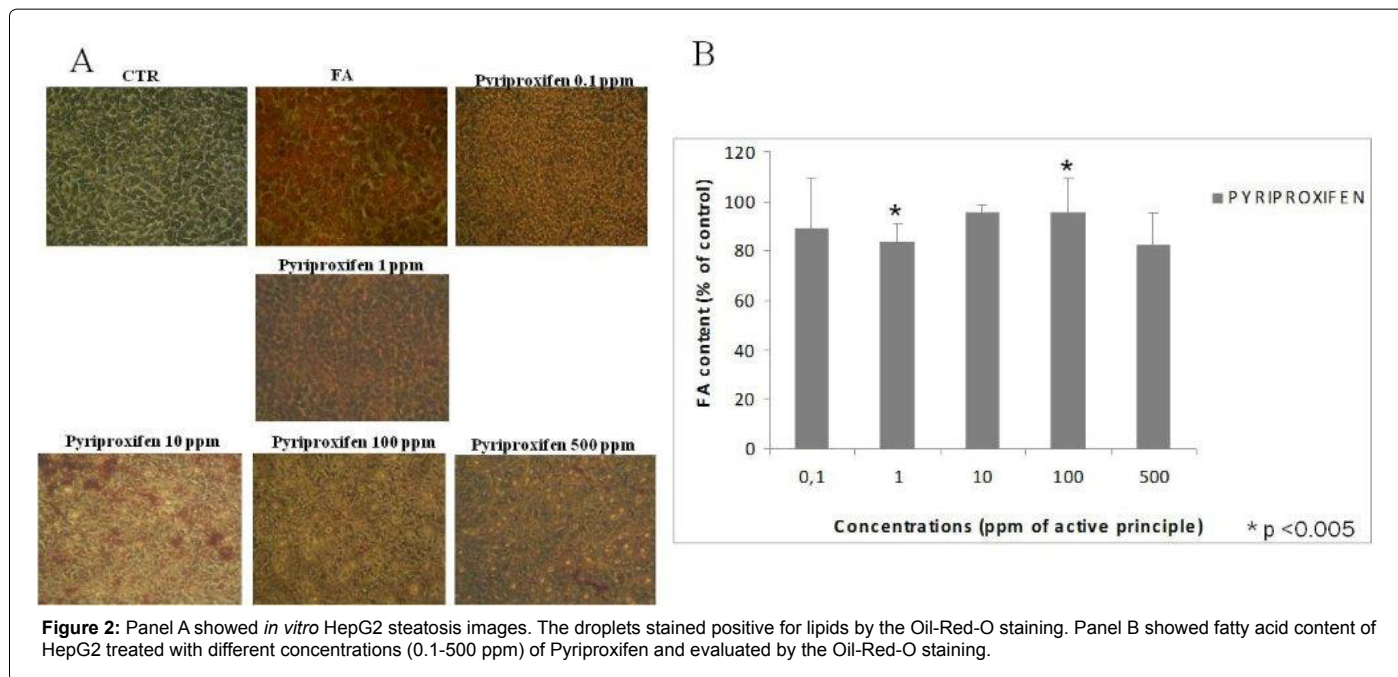 A
CTR
FA
Pyriproxifen 0.1 ppm
Pyriproxifen 1 ppm
Pyriproxifen 10 ppm
Pyriproxifen 100 ppm
Pyriproxifen 500 ppm
B
FA content (% of control)
120
100
80
60
40
20
0
*
*
PYRIPROXIFEN
0,1
1
10
100
500
Concentrations (ppm of active principle)
* p <0.005
Figure 2: Panel A showed in vitro HepG2 steatosis images. The droplets stained positive for lipids by the Oil-Red-O staining. Panel B showed fatty acid content of
HepG2 treated with different concentrations (0.1-500 ppm) of Pyriproxifen and evaluated by the Oil-Red-O staining.